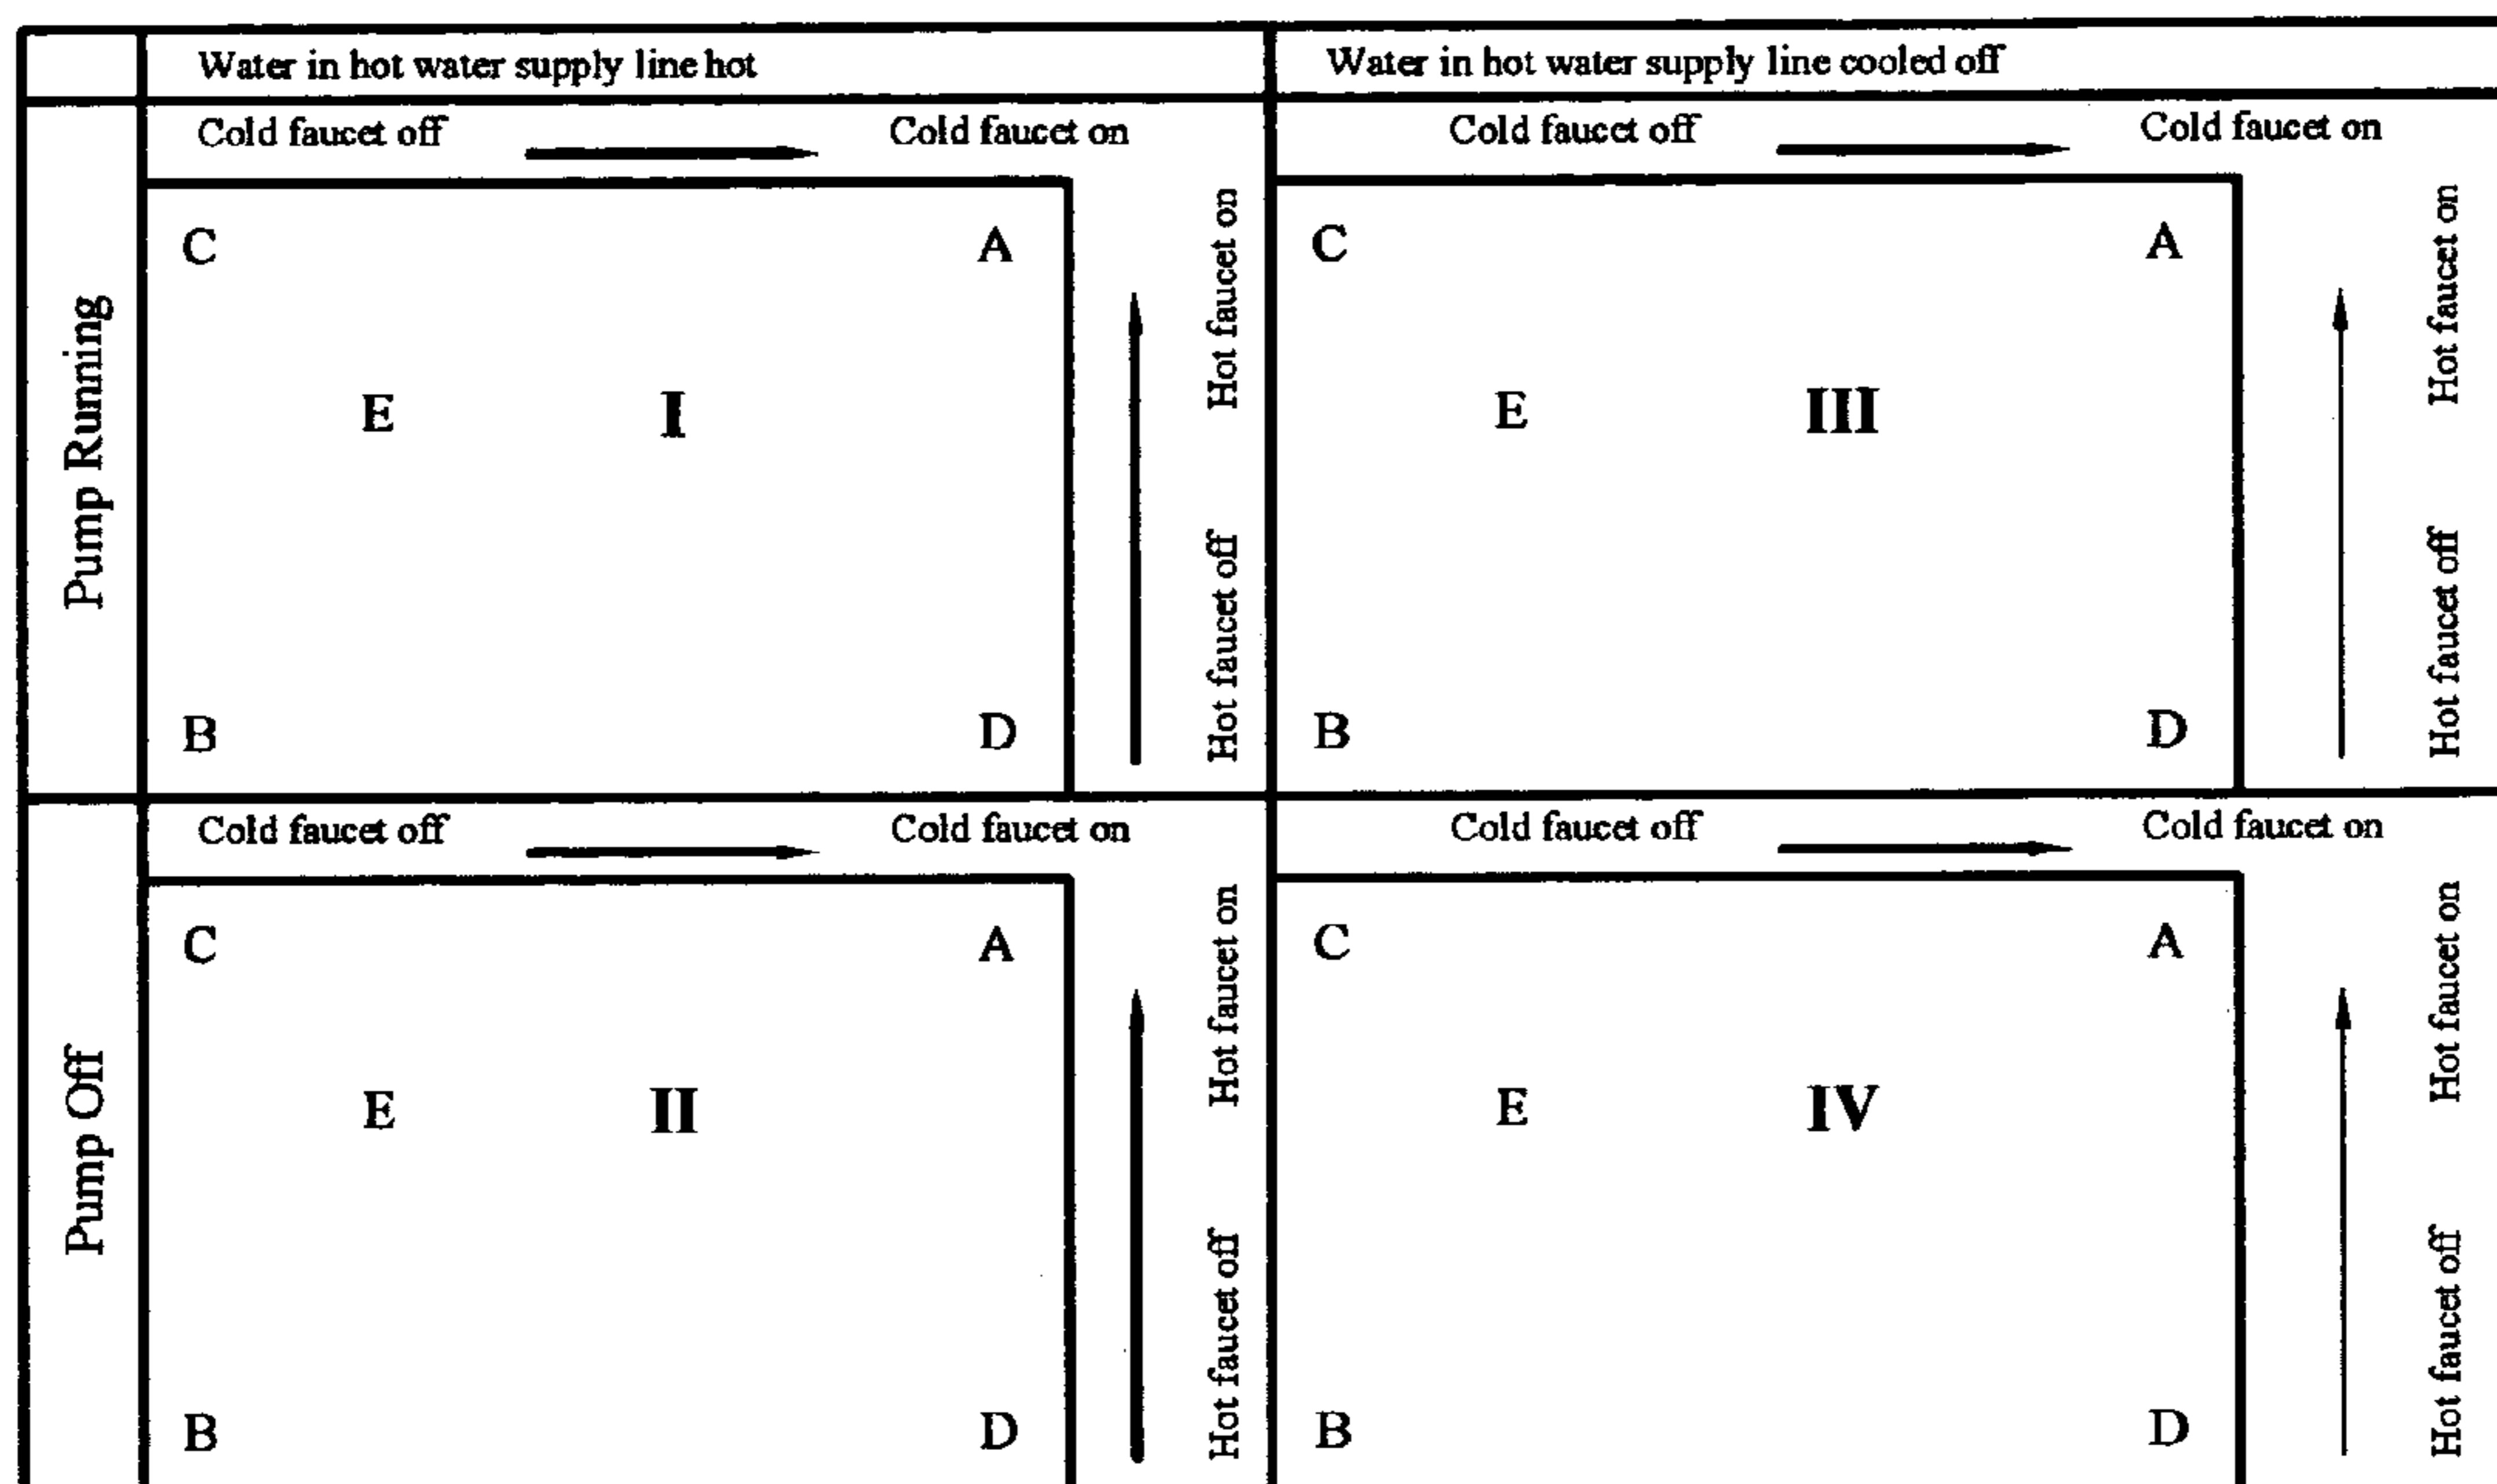 Water in hot water supply line hot
Water in hot water supply line cooled off
Pump Running
Cold faucet off
Cold faucet on
C
A
E
I
B
D
Hot faucet on
Hot faucet off
Cold faucet off
Cold faucet on
C
A
E
III
B
D
Hot faucet on
Hot faucet off
Pump Off
Cold faucet off
Cold faucet on
C
A
E
II
B
D
Hot faucet on
Hot faucet off
Cold faucet off
Cold faucet on
C
A
E
IV
B
D
Hot faucet on
Hot faucet off